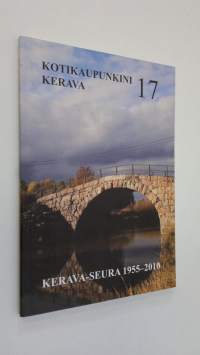 KOTIKAUPUNKINI
KERAVA 17
KERAVA-SEURA 1955-2010